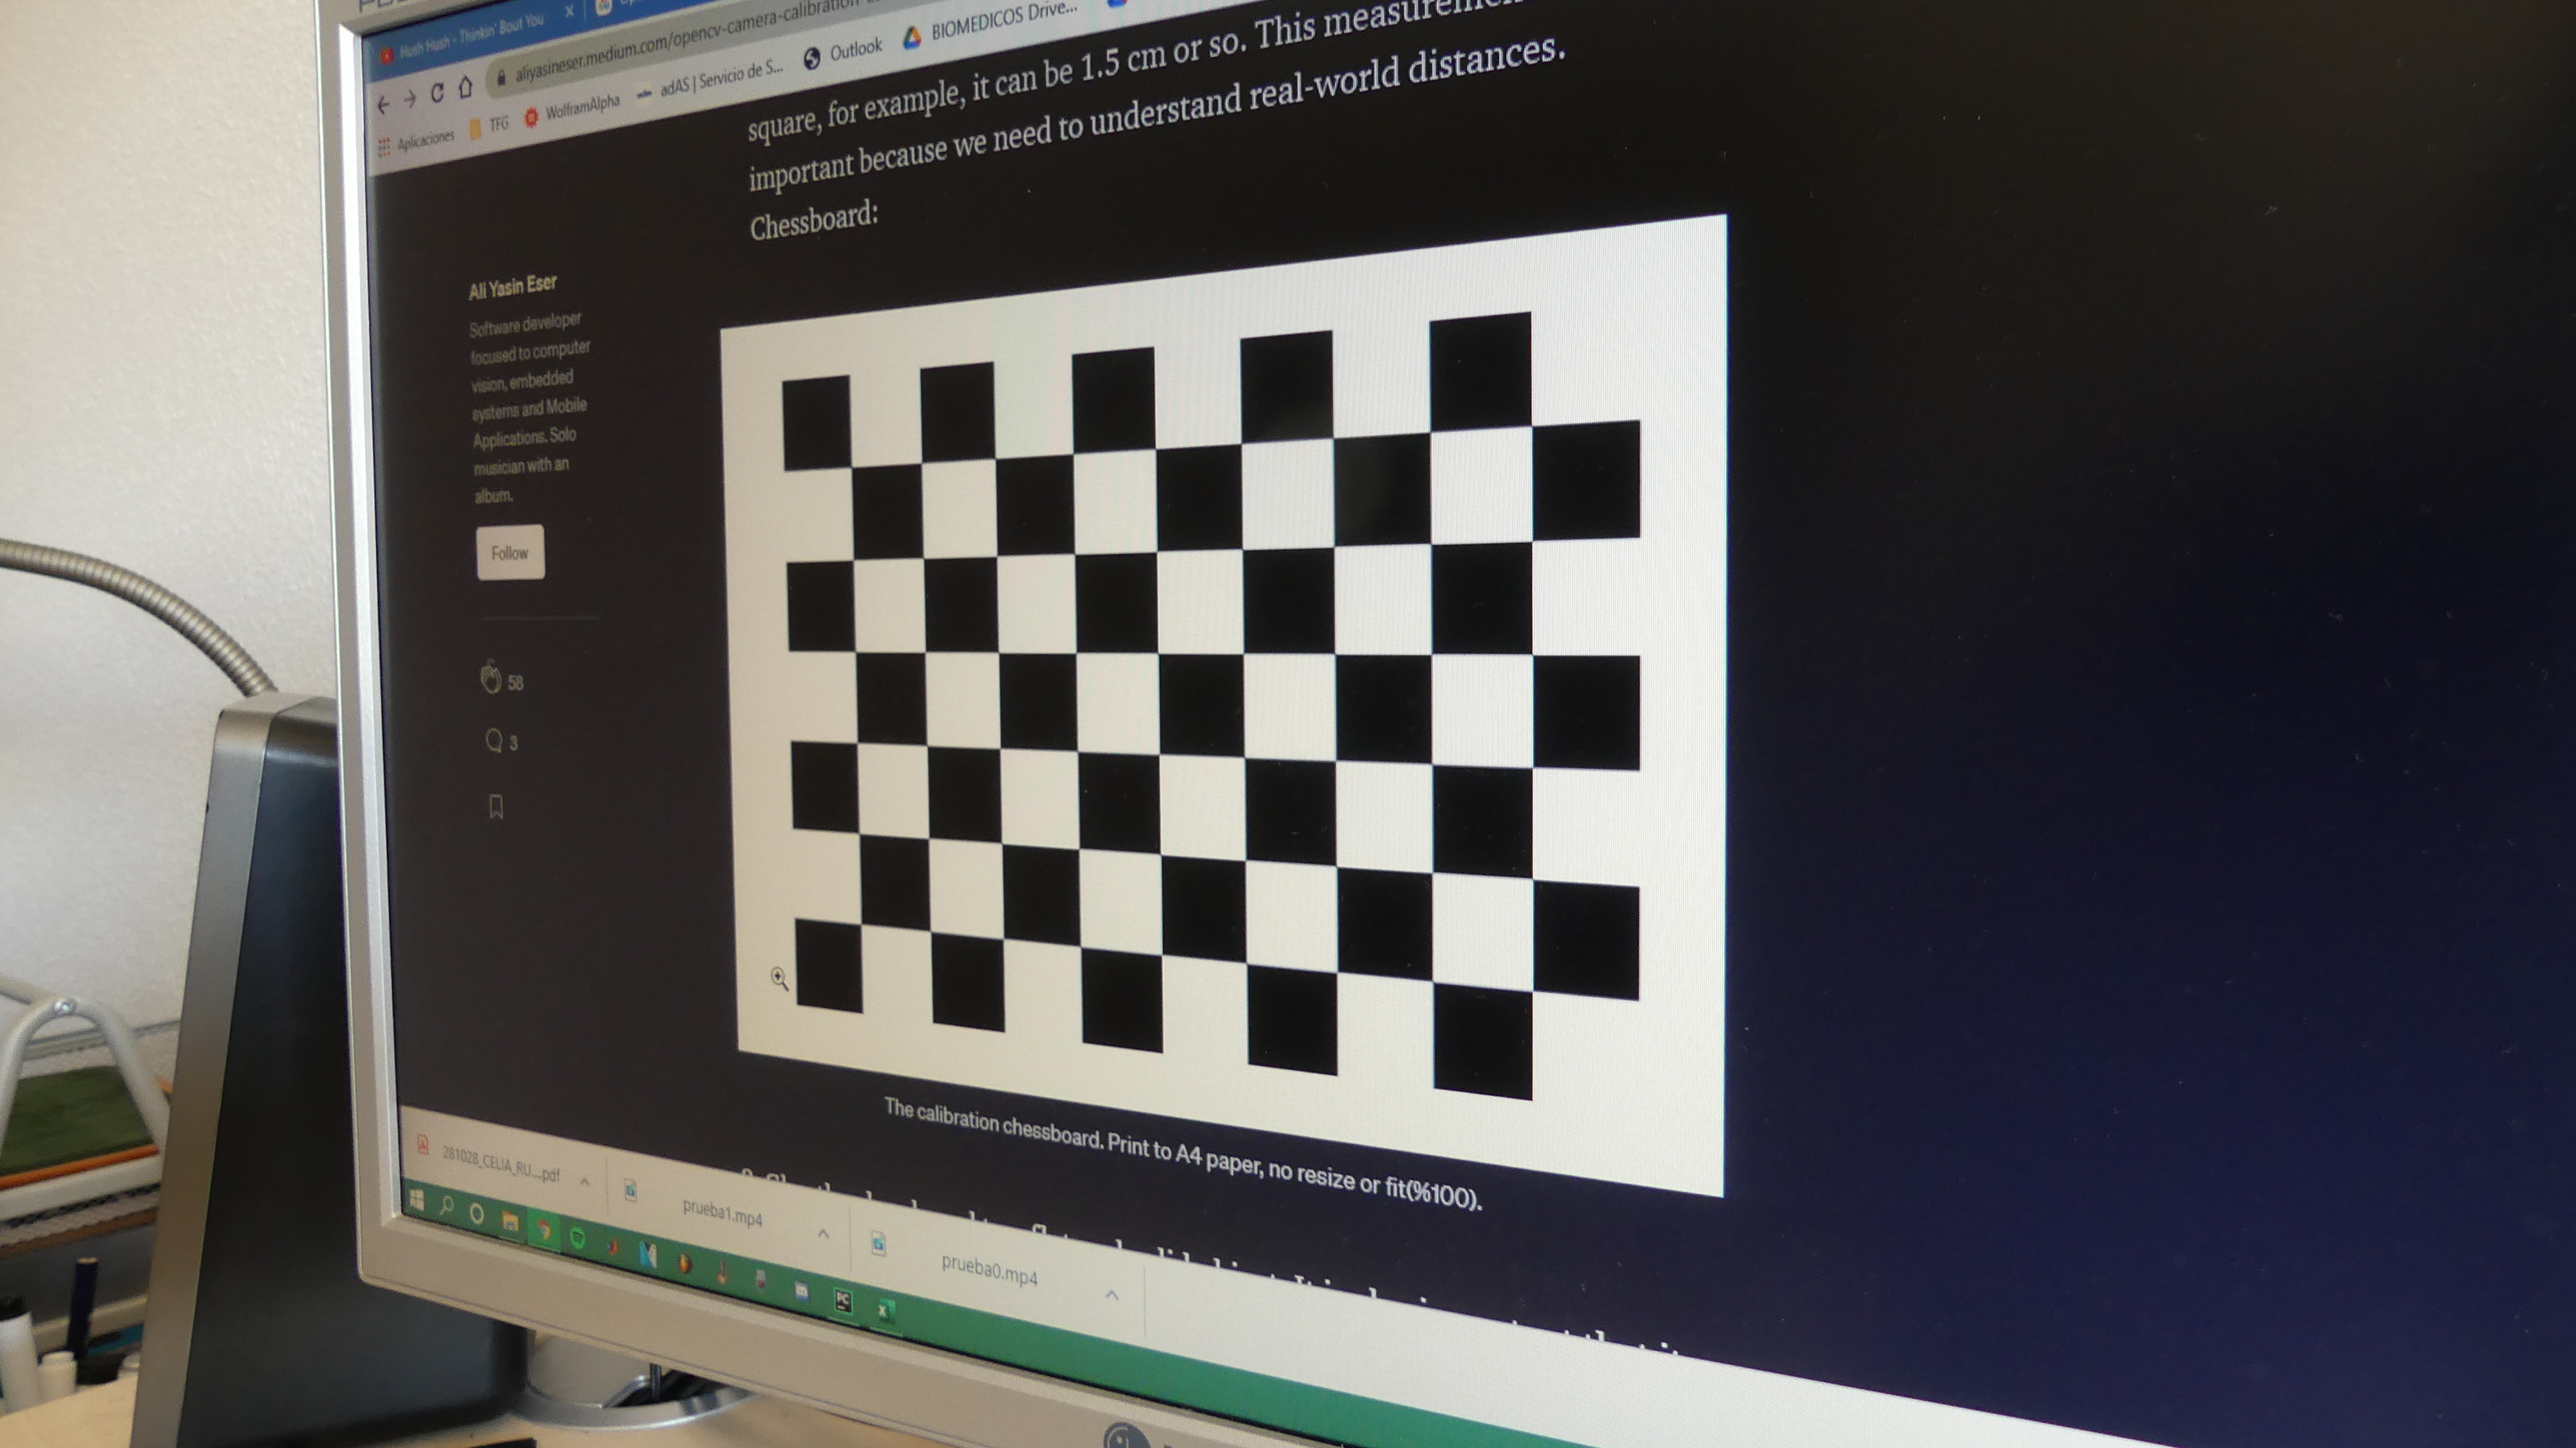 Hush Hush - Thinkin' Bout You
aliyasineser.medium.com/opencv-camera-calibration
Aplicaciones TFG WolframAlpha adAS | Servicio de S... Outlook BIOMEDICOS Drive...
square, for example, it can be 1.5 cm or so. This
important because we need to understand real-world distances.
Chessboard:
Ali Yasin Eser
Software developer
focused to computer
vision, embedded
systems and Mobile
Applications. Solo
musician with an
album.
Follow
58
3
The calibration chessboard. Print to A4 paper, no resize or fit(%100).
281028_CELIA_RU....pdf
prueba1.mp4
prueba0.mp4
PC